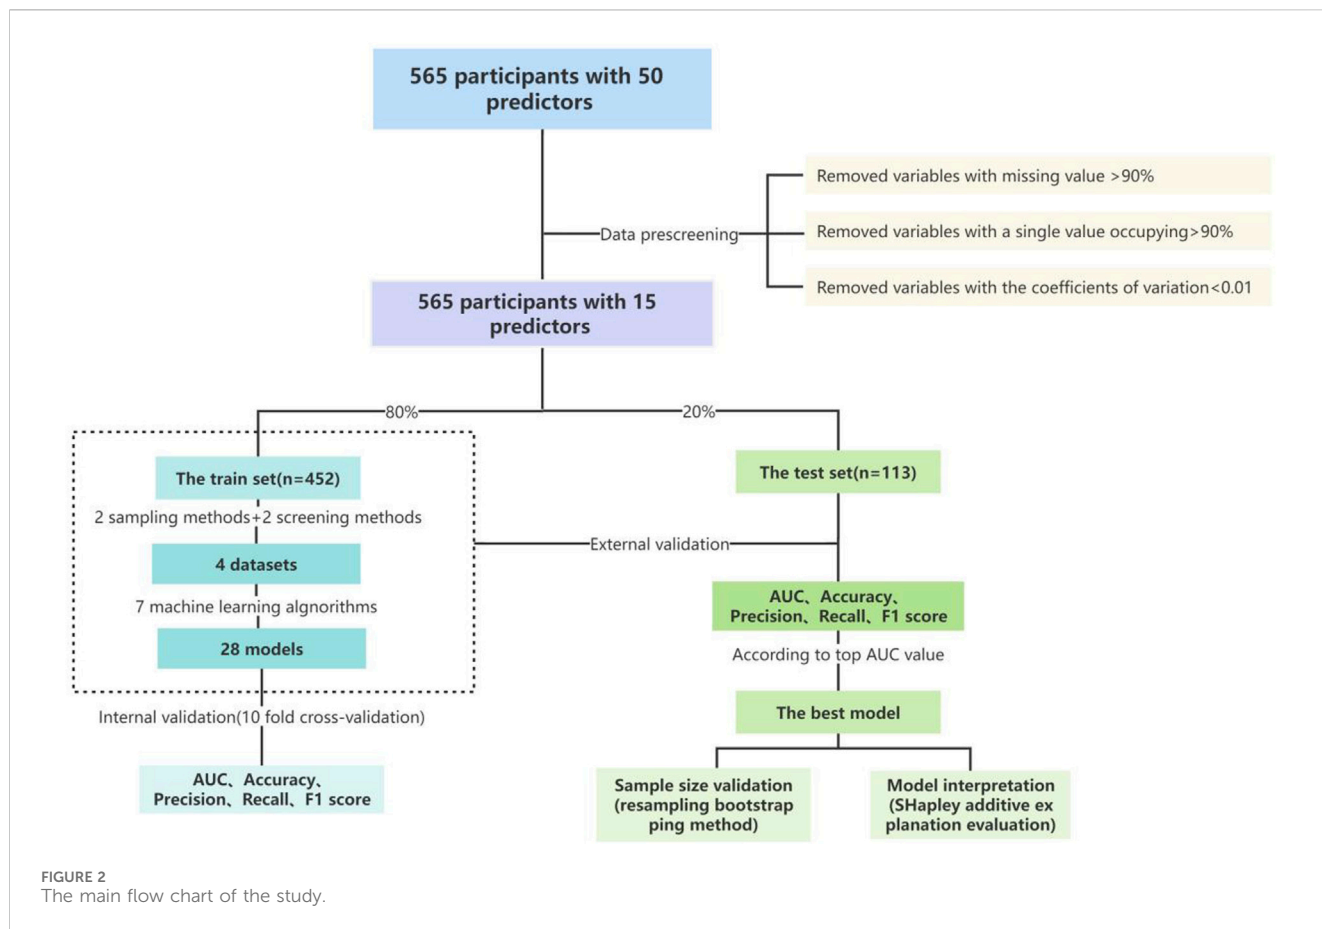 565 participants with 50
predictors
Data prescreening
Removed variables with missing value >90%
Removed variables with a single value occupying>90%
Removed variables with the coefficients of variation<0.01
565 participants with 15
predictors
80%
20%
The train set(n=452)
2 sampling methods+2 screening methods
4 datasets
7 machine learning algnorithms
28 models
Internal validation(10 fold cross-validation)
AUC、Accuracy、
Precision、Recall、F1 score
External validation
The test set(n=113)
AUC、Accuracy、
Precision、Recall、F1 score
According to top AUC value
The best model
Sample size validation
(resampling bootstrap
ping method)
Model interpretation
(SHapley additive ex
planation evaluation)
FIGURE 2
The main flow chart of the study.